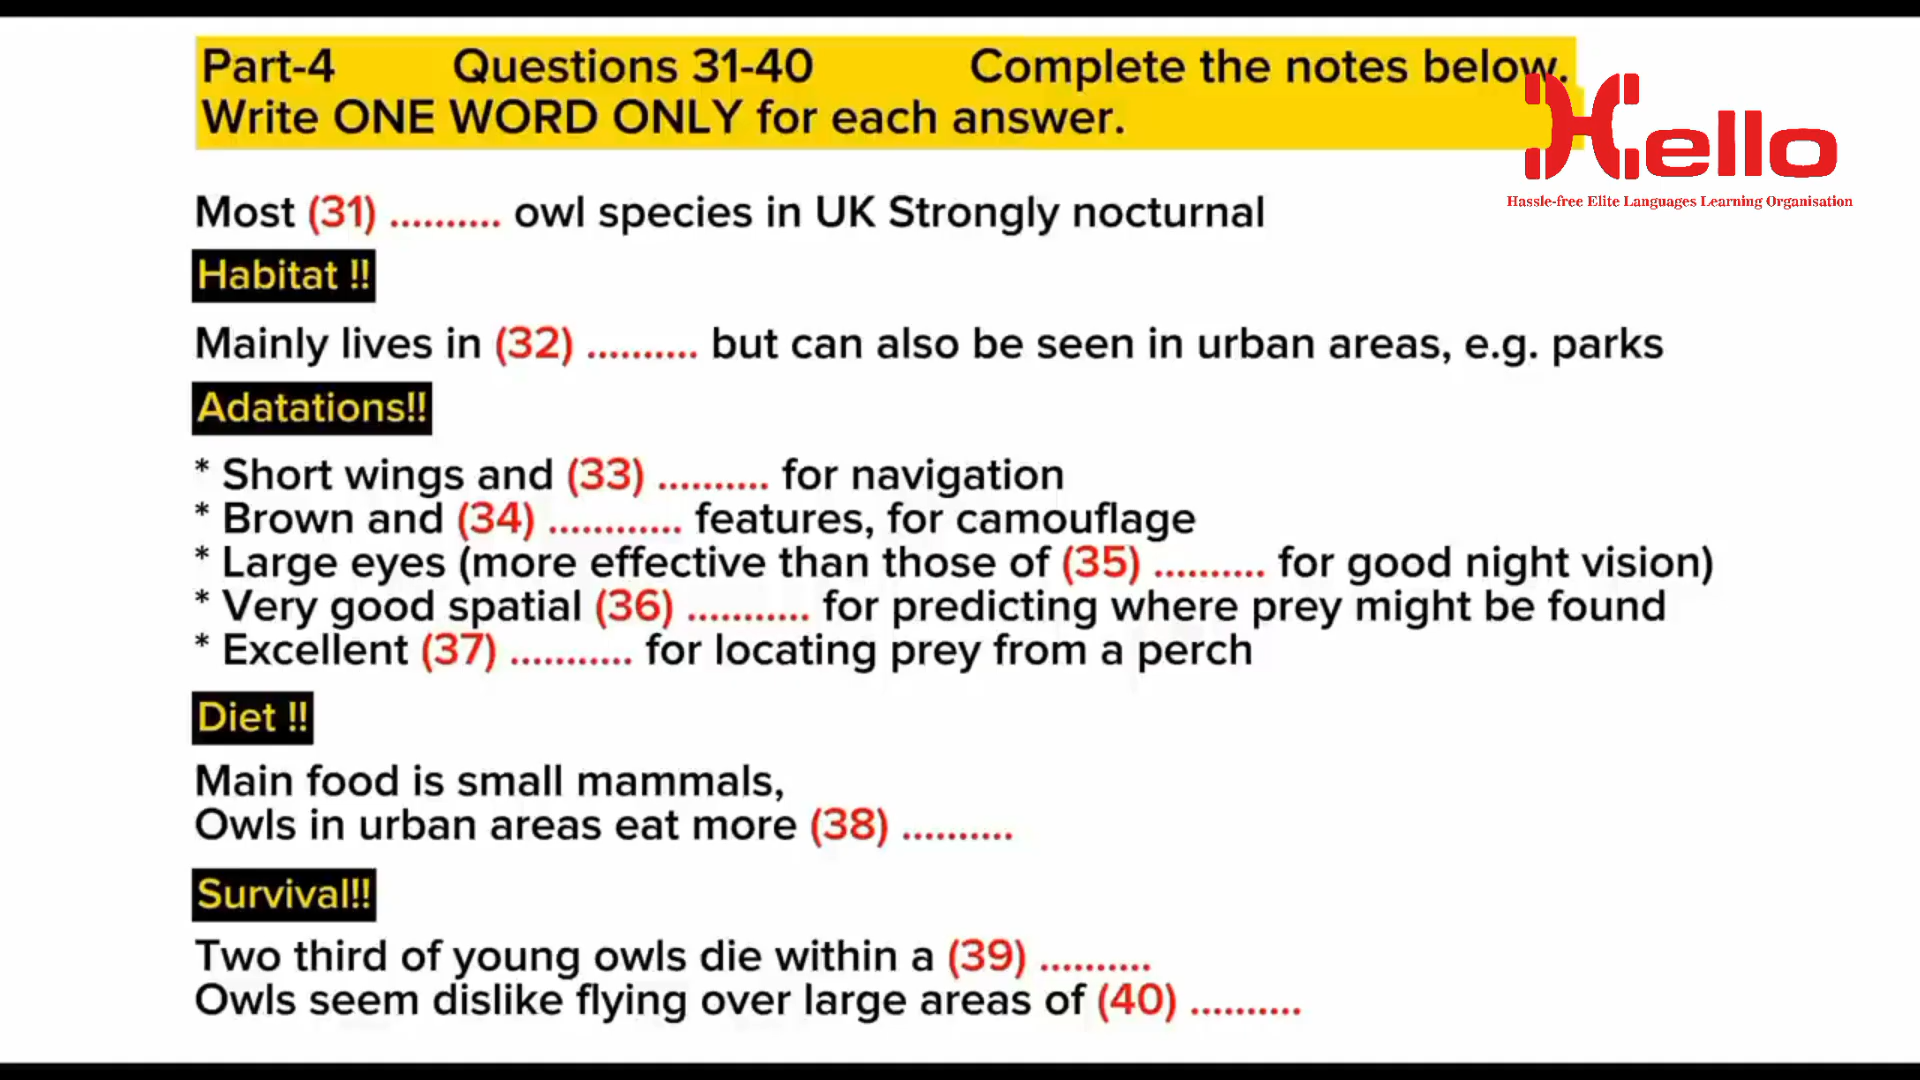 Part-4 Questions 31-40 Complete the notes below.
Write ONE WORD ONLY for each answer.
Hello
Hassle-free Elite Languages Learning Organisation
Most (31) .......... owl species in UK Strongly nocturnal
Habitat !!
Mainly lives in (32) .......... but can also be seen in urban areas, e.g. parks
Adatations!!
* Short wings and (33) .......... for navigation
* Brown and (34) ............ features, for camouflage
* Large eyes (more effective than those of (35) .......... for good night vision)
* Very good spatial (36) ........... for predicting where prey might be found
* Excellent (37) ........... for locating prey from a perch
Diet !!
Main food is small mammals,
Owls in urban areas eat more (38) ..........
Survival!!
Two third of young owls die within a (39) ..........
Owls seem dislike flying over large areas of (40) ..........